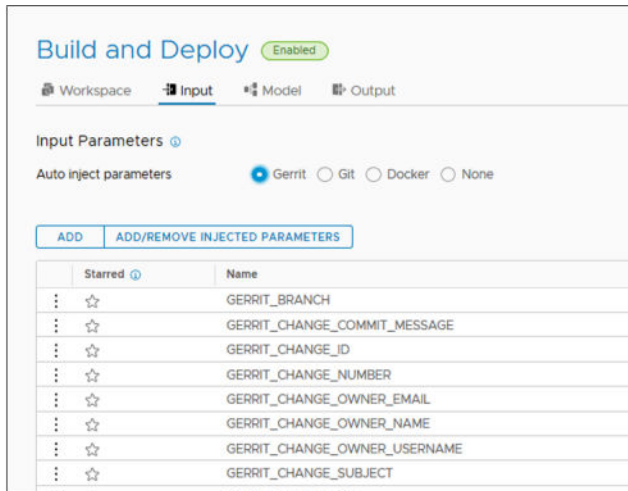 Build and Deploy Enabled
Workspace Input Model Output
Input Parameters
Auto inject parameters Gerrit Git Docker None
ADD ADD/REMOVE INJECTED PARAMETERS
Starred Name
GERRIT_BRANCH
GERRIT_CHANGE_COMMIT_MESSAGE
GERRIT_CHANGE_ID
GERRIT_CHANGE_NUMBER
GERRIT_CHANGE_OWNER_EMAIL
GERRIT_CHANGE_OWNER_NAME
GERRIT_CHANGE_OWNER_USERNAME
GERRIT_CHANGE_SUBJECT